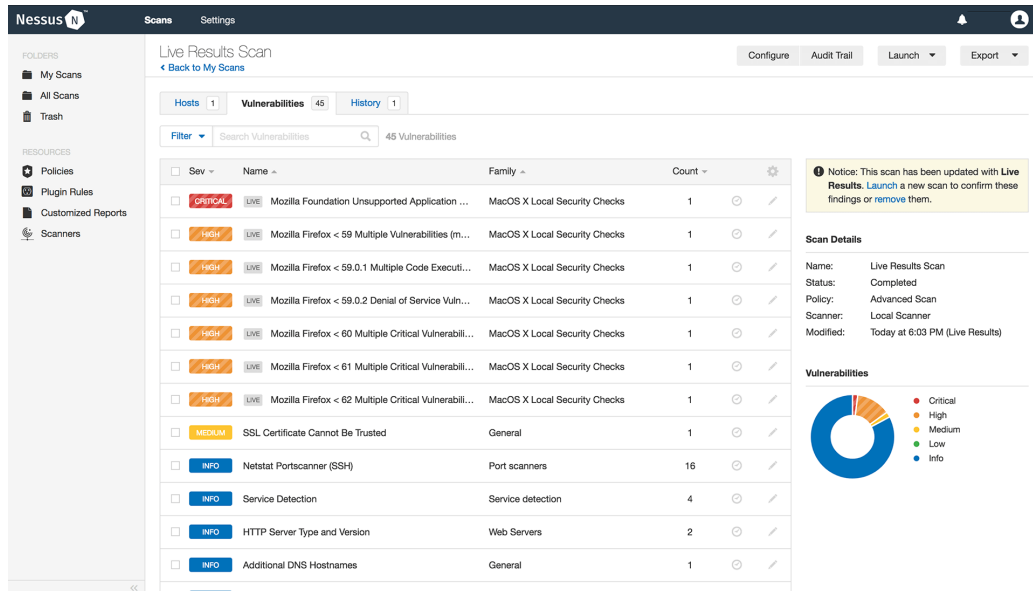 Nessus N ™
Scans Settings
FOLDERS
My Scans
All Scans
Trash
RESOURCES
Policies
Plugin Rules
Customized Reports
Scanners
Live Results Scan
Back to My Scans
Configure Audit Trail Launch Export
Hosts 1 Vulnerabilities 45 History 1
Filter Search Vulnerabilities 45 Vulnerabilities
Sev Name Family Count
CRITICAL LIVE Mozilla Foundation Unsupported Application ... MacOS X Local Security Checks 1
HIGH LIVE Mozilla Firefox < 59 Multiple Vulnerabilities (m... MacOS X Local Security Checks 1
HIGH LIVE Mozilla Firefox < 59.0.1 Multiple Code Executi... MacOS X Local Security Checks 1
HIGH LIVE Mozilla Firefox < 59.0.2 Denial of Service Vuln... MacOS X Local Security Checks 1
HIGH LIVE Mozilla Firefox < 60 Multiple Critical Vulnerabili... MacOS X Local Security Checks 1
HIGH LIVE Mozilla Firefox < 61 Multiple Critical Vulnerabili... MacOS X Local Security Checks 1
HIGH LIVE Mozilla Firefox < 62 Multiple Critical Vulnerabili... MacOS X Local Security Checks 1
MEDIUM SSL Certificate Cannot Be Trusted General 1
INFO Netstat Portscanner (SSH) Port scanners 16
INFO Service Detection Service detection 4
INFO HTTP Server Type and Version Web Servers 2
INFO Additional DNS Hostnames General 1
Notice: This scan has been updated with Live
Results. Launch a new scan to confirm these
findings or remove them.
Scan Details
Name: Live Results Scan
Status: Completed
Policy: Advanced Scan
Scanner: Local Scanner
Modified: Today at 6:03 PM (Live Results)
Vulnerabilities
Critical
High
Medium
Low
Info